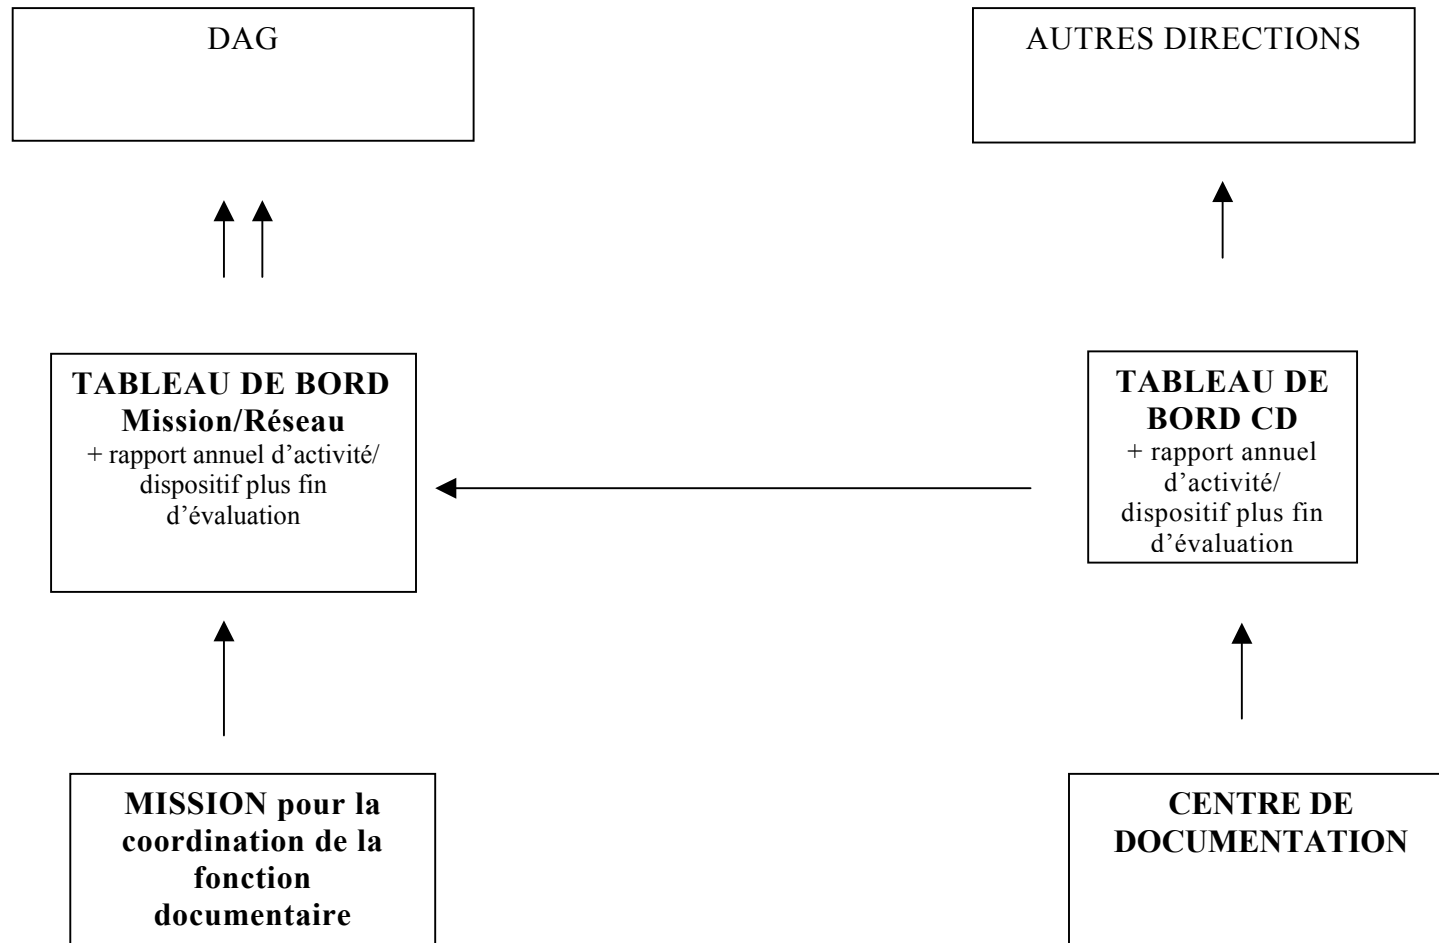 DAG
AUTRES DIRECTIONS
TABLEAU DE BORD
Mission/Réseau
+ rapport annuel d’activité/
dispositif plus fin
d’évaluation
TABLEAU DE
BORD CD
+ rapport annuel
d’activité/
dispositif plus fin
d’évaluation
MISSION pour la
coordination de la
fonction
documentaire
CENTRE DE
DOCUMENTATION